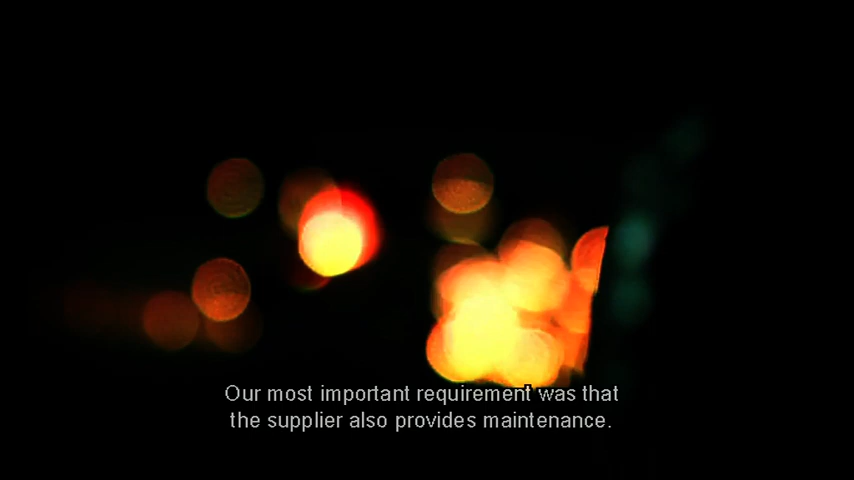 Our most important requirement was that
the supplier also provides maintenance.